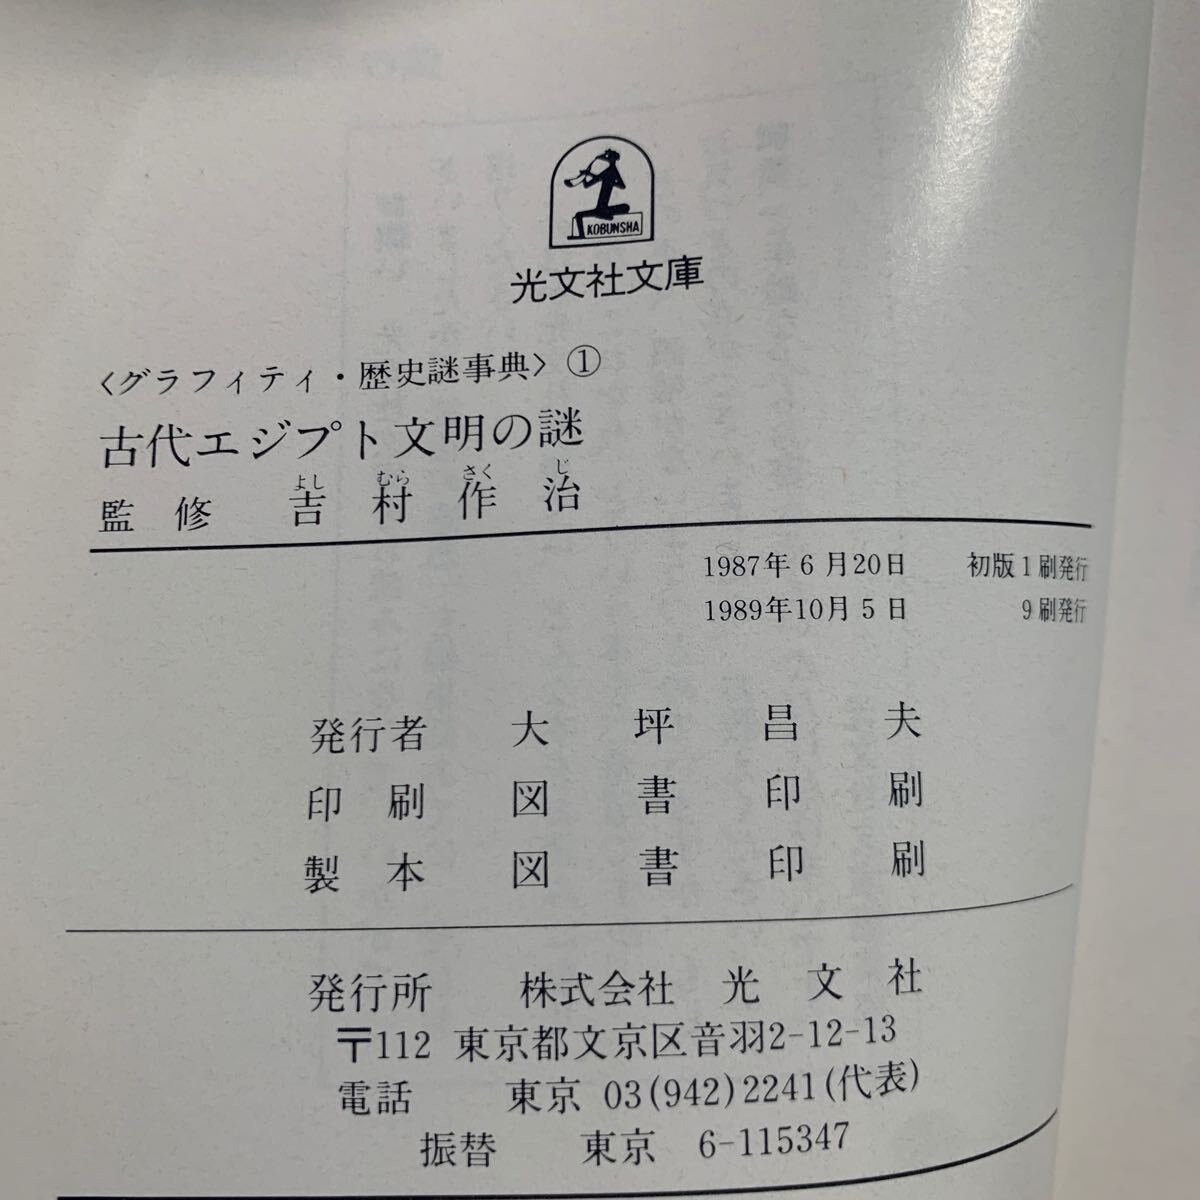 KOBUNSHA
光文社文庫
〈グラフィティ・歴史謎事典〉①
古代エジプト文明の謎
監修 吉村作治
よし むら さく じ
1987年6月20日 初版1刷発行
1989年10月5日 9刷発行
発行者 大坪昌夫
印刷 図書印刷
製本 図書印刷
発行所 株式会社 光文社
〒112 東京都文京区音羽2-12-13
電話 東京 03(942)2241(代表)
振替 東京 6-115347